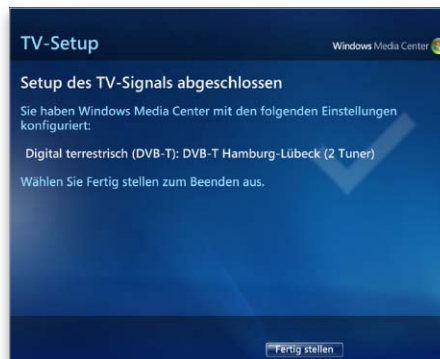 TV-Setup
Windows Media Center
Setup des TV-Signals abgeschlossen
Sie haben Windows Media Center mit den folgenden Einstellungen
konfiguriert:
Digital terrestrisch (DVB-T): DVB-T Hamburg-Lübeck (2 Tuner)
Wählen Sie Fertig stellen zum Beenden aus.
Fertig stellen